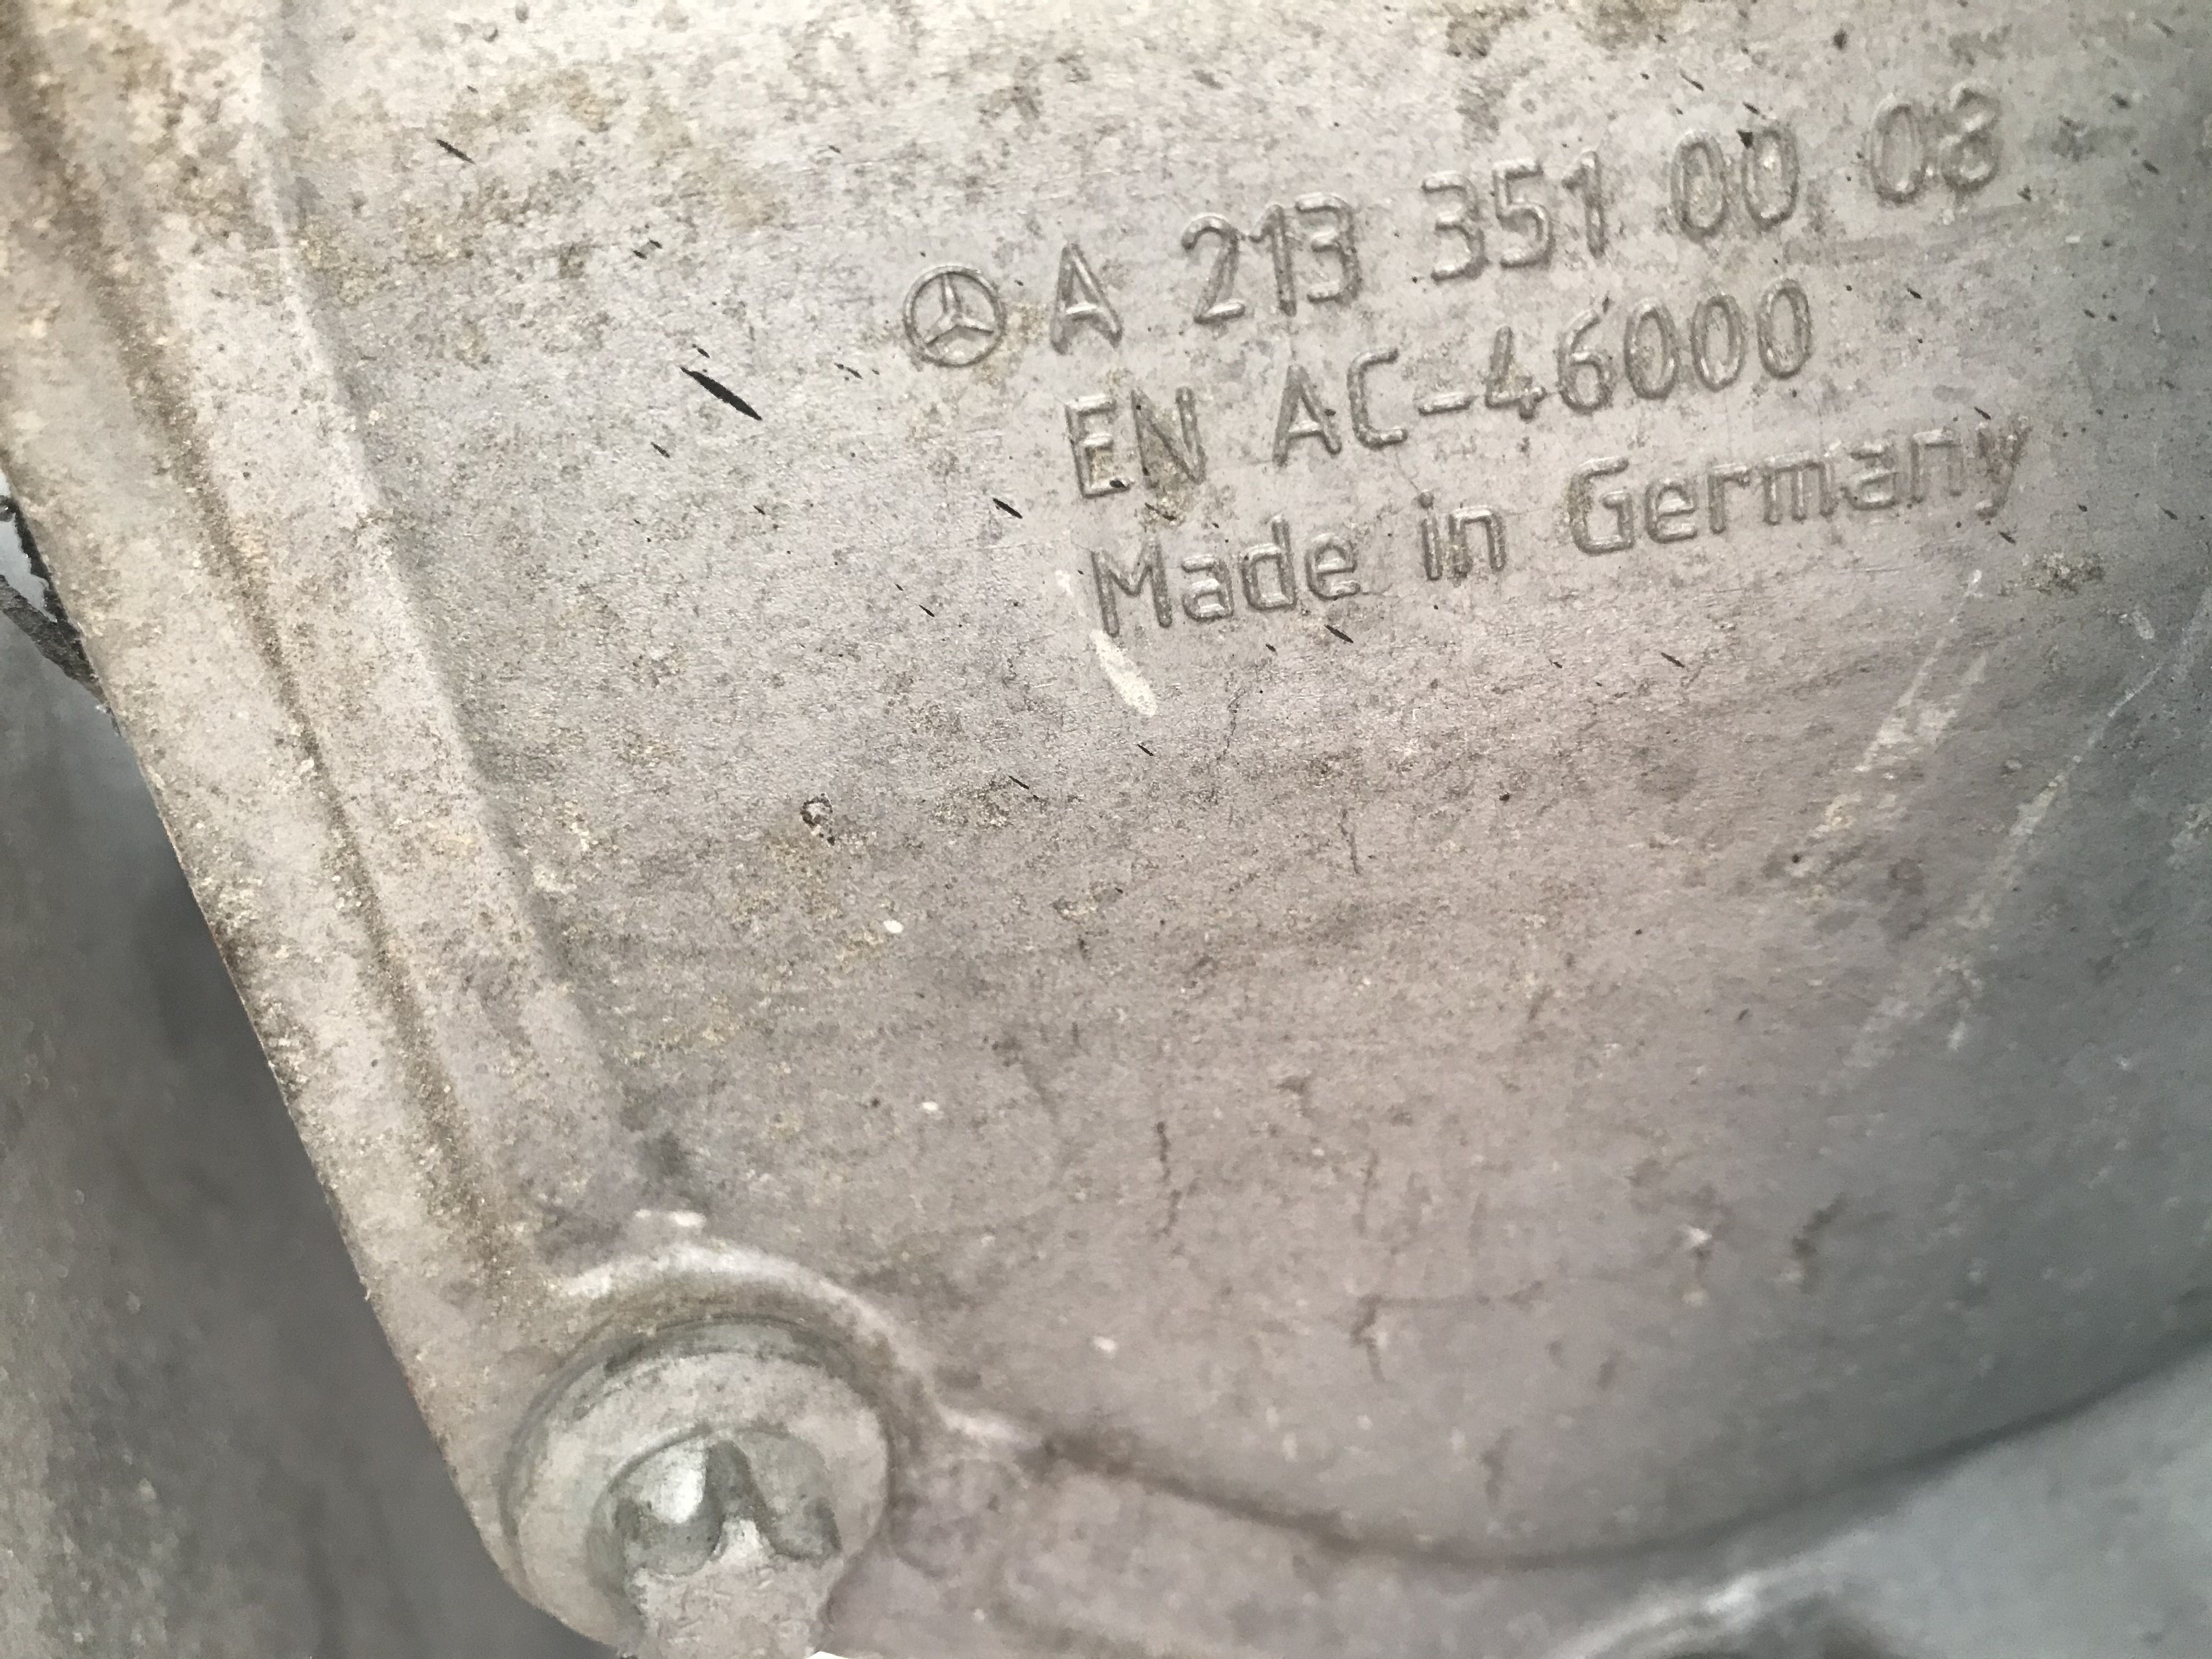 A 213 351 00 08
EN AC-46000
Made in Germany